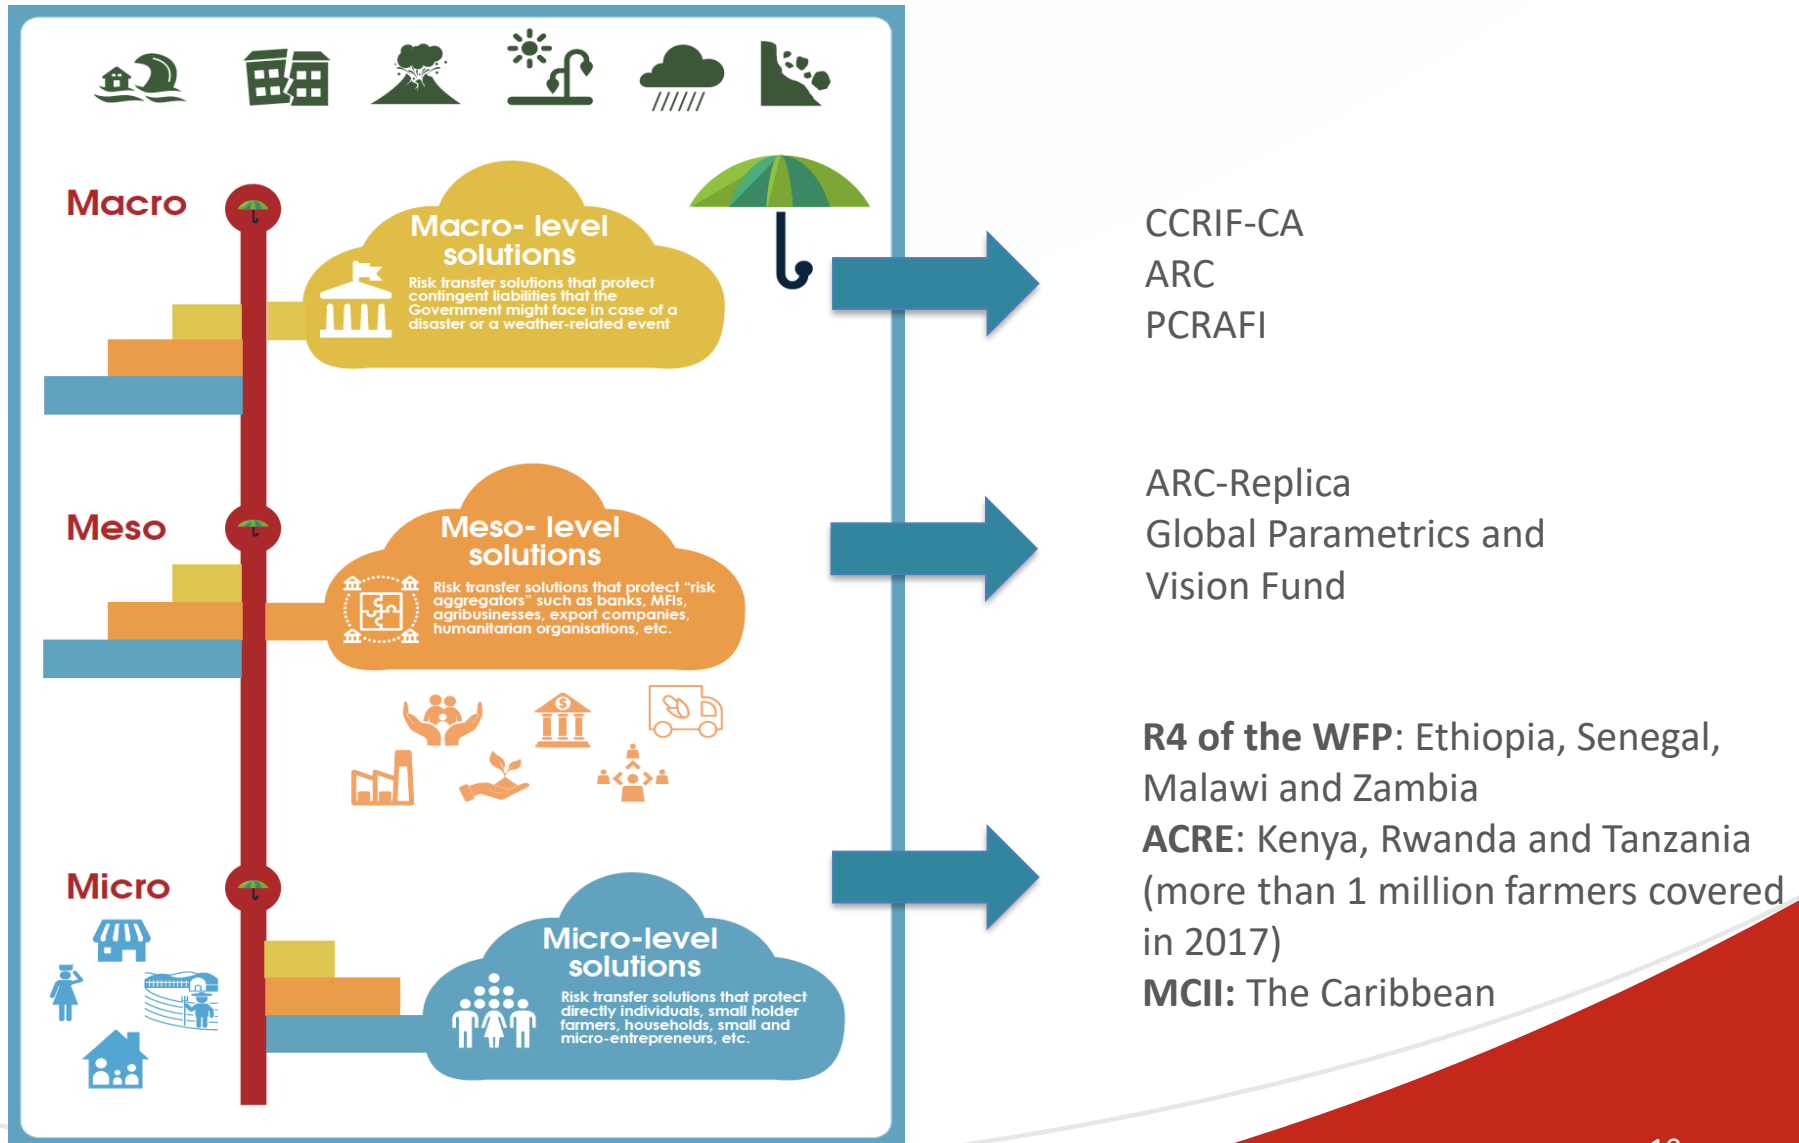 Macro
Macro- level
solutions
Risk transfer solutions that protect
contingent liabilities that the
Government might face in case of a
disaster or a weather-related event
CCRIF-CA
ARC
PCRAFI
Meso
Meso- level
solutions
Risk transfer solutions that protect “risk
aggregators” such as banks, MFIs,
agribusinesses, export companies,
humanitarian organisations, etc.
$
ARC-Replica
Global Parametrics and
Vision Fund
Micro
Micro-level
solutions
Risk transfer solutions that protect
directly individuals, small holder
farmers, households, small and
micro-entrepreneurs, etc.
R4 of the WFP: Ethiopia, Senegal,
Malawi and Zambia
ACRE: Kenya, Rwanda and Tanzania
(more than 1 million farmers covered
in 2017)
MCII: The Caribbean